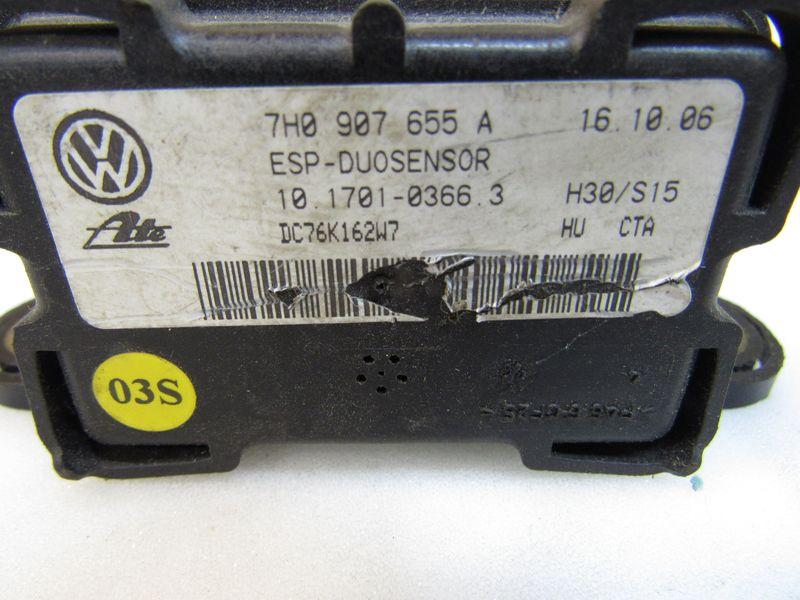 7H0 907 655 A 16.10.06
ESP-DUOSENSOR
10.1701-0366.3 H30/S15
Ate DC76K162W7 HU CTA
03S